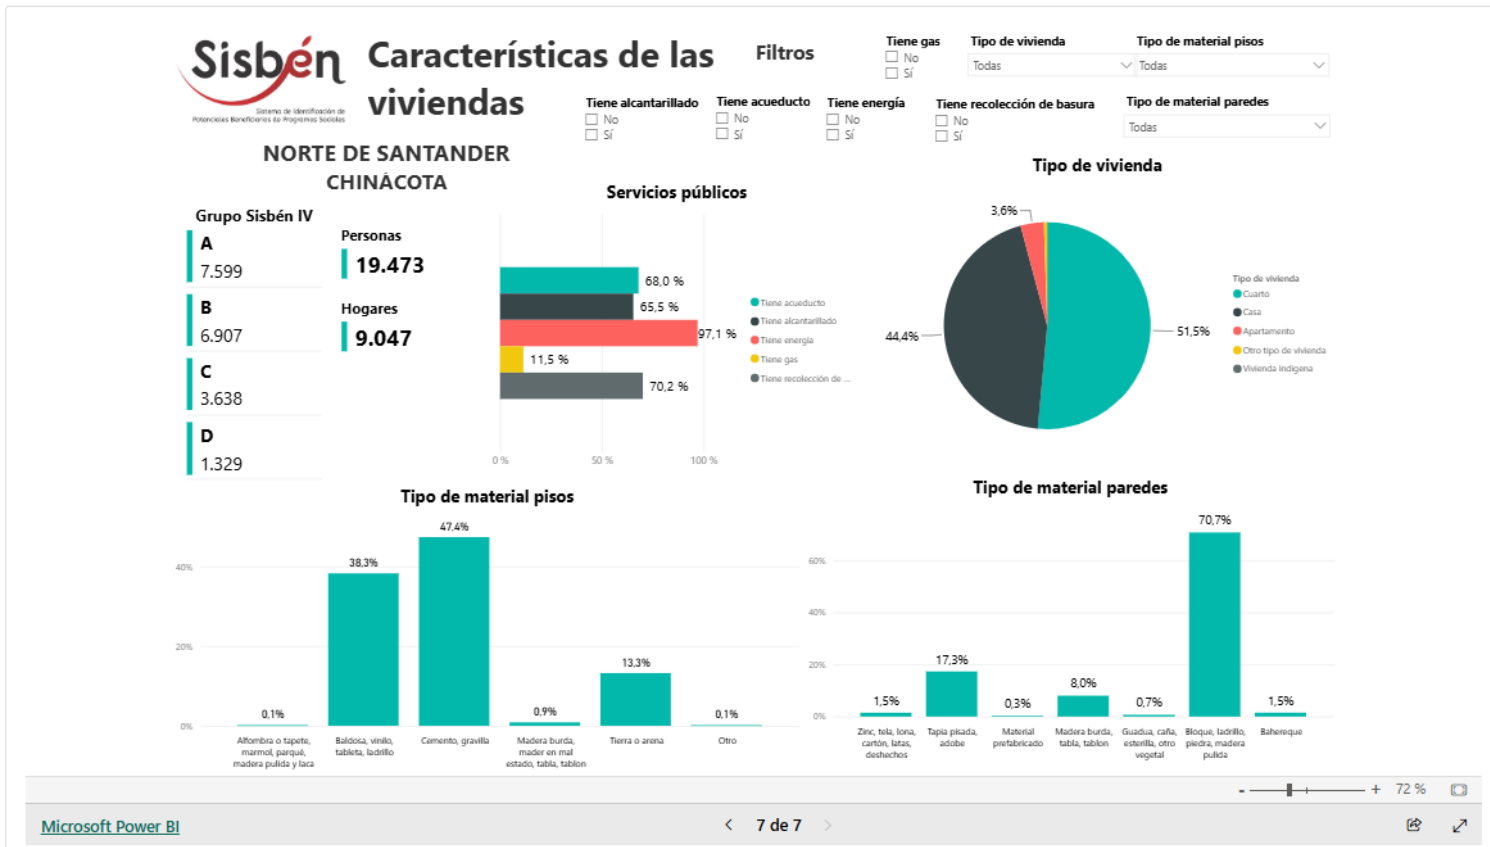 Sisbén
Sistema de Identificación de
Potenciales Beneficiarios de Programas Sociales
Características de las
viviendas
Filtros
Tiene gas
No
Sí
Tipo de vivienda
Todas
Tipo de material pisos
Todas
Tiene alcantarillado
No
Sí
Tiene acueducto
No
Sí
Tiene energía
No
Sí
Tiene recolección de basura
No
Sí
Tipo de material paredes
Todas
NORTE DE SANTANDER
CHINÁCOTA
Grupo Sisbén IV
A
7.599
B
6.907
C
3.638
D
1.329
Personas
19.473
Hogares
9.047
Servicios públicos
68,0 %
65,5 %
97,1 %
11,5 %
70,2 %
0 %
50 %
100 %
Tiene acueducto
Tiene alcantarillado
Tiene energía
Tiene gas
Tiene recolección de ...
Tipo de vivienda
3,6%
44,4%
51,5%
Tipo de vivienda
Cuarto
Casa
Apartamento
Otro tipo de vivienda
Vivienda indígena
Tipo de material pisos
40%
20%
0%
0,1%
38,3%
47,4%
0,9%
13,3%
0,1%
Alfombra o tapete,
marmol, parqué,
madera pulida y laca
Baldosa, vinilo,
tableta, ladrillo
Cemento, gravilla
Madera burda,
mader en mal
estado, tabla, tablon
Tierra o arena
Otro
Tipo de material paredes
60%
40%
20%
0%
1,5%
17,3%
0,3%
8,0%
0,7%
70,7%
1,5%
Zinc, tela, lona,
cartón, latas,
deshechos
Tapia pisada,
adobe
Material
prefabricado
Madera burda,
tabla, tablon
Guadua, caña,
esterilla, otro
vegetal
Bloque, ladrillo,
piedra, madera
pulida
Bahereque
- + 72 %
Microsoft Power BI
< 7 de 7 >